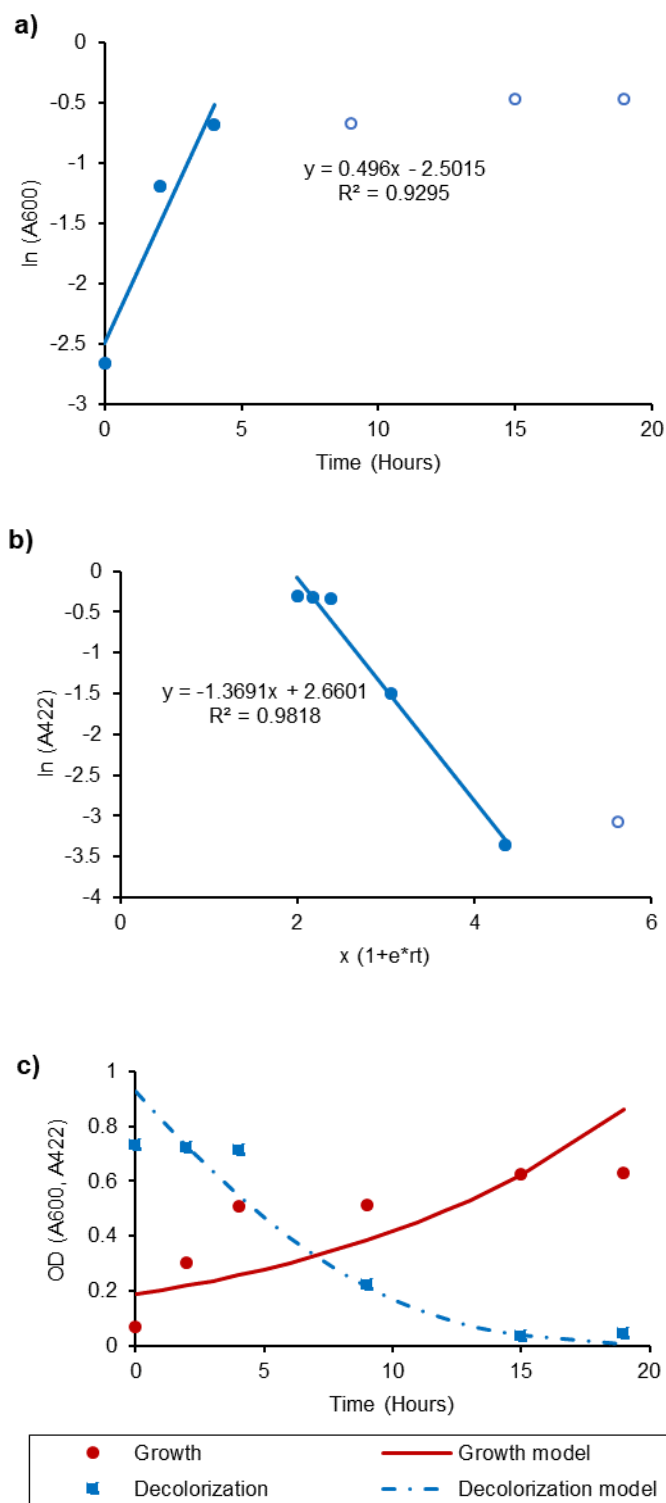 a)
0
-0.5
-1
-1.5
-2
-2.5
-3
ln (A600)
y = 0.496x - 2.5015
R² = 0.9295
0 5 10 15 20
Time (Hours)
b)
0
-0.5
-1
-1.5
-2
-2.5
-3
-3.5
-4
ln (A422)
y = -1.3691x + 2.6601
R² = 0.9818
0 2 4 6
x (1+e*rt)
c)
1
0.8
0.6
0.4
0.2
0
OD (A600, A422)
0 5 10 15 20
Time (Hours)
Growth Growth model
Decolorization Decolorization model